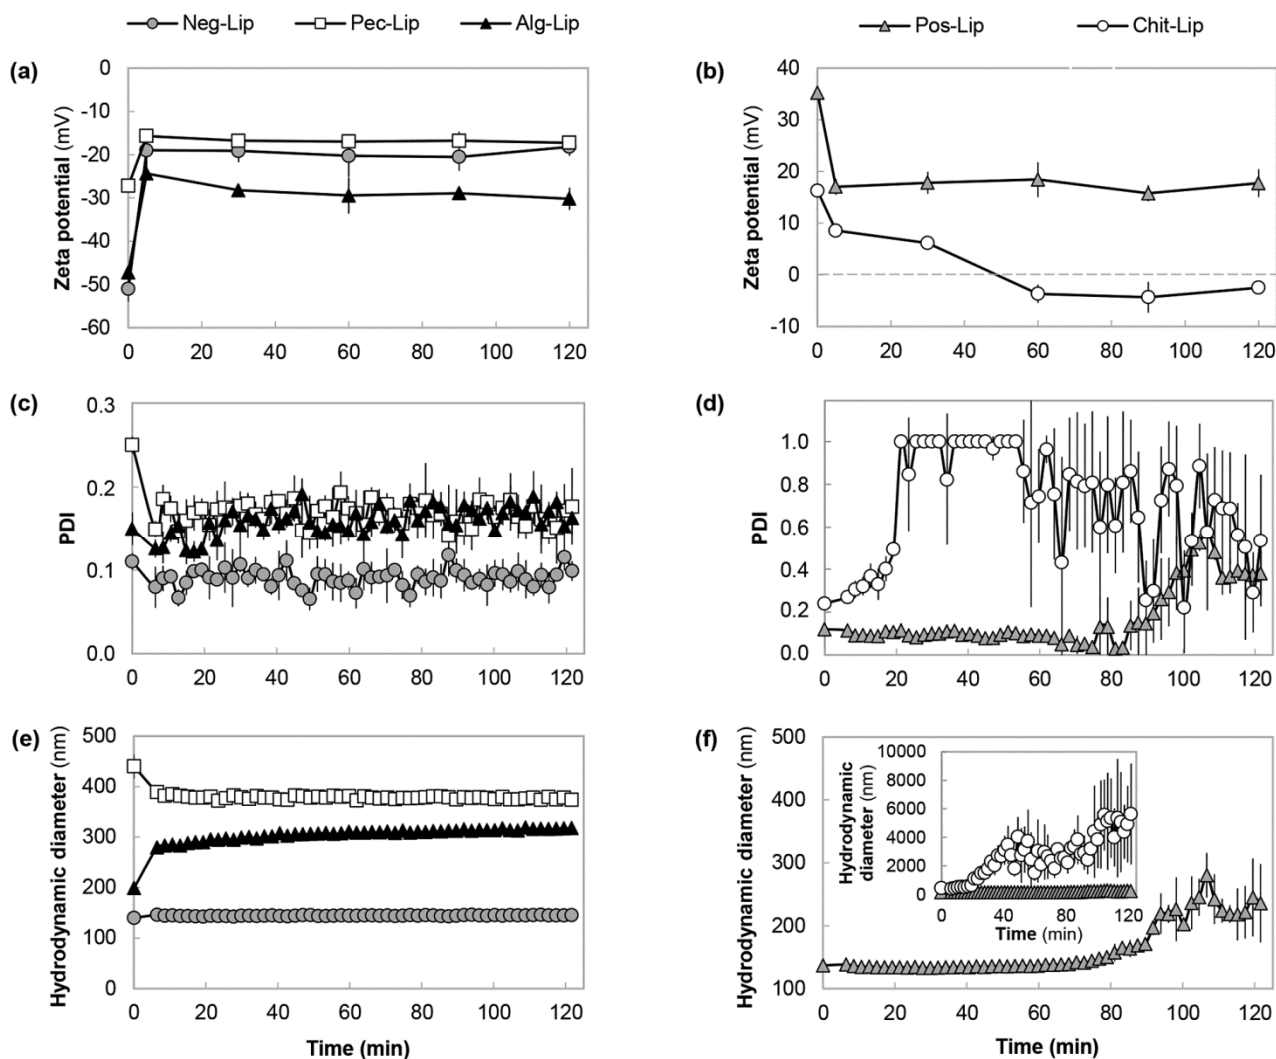 Neg-Lip Pec-Lip Alg-Lip
Pos-Lip Chit-Lip
(a)
Zeta potential (mV)
0
-10
-20
-30
-40
-50
-60
0 20 40 60 80 100 120
(b)
Zeta potential (mV)
40
30
20
10
0
-10
0 20 40 60 80 100 120
(c)
PDI
0.3
0.2
0.1
0.0
0 20 40 60 80 100 120
(d)
PDI
1.0
0.8
0.6
0.4
0.2
0.0
0 20 40 60 80 100 120
(e)
Hydrodynamic diameter (nm)
500
400
300
200
100
0
0 20 40 60 80 100 120
Time (min)
(f)
Hydrodynamic diameter (nm)
500
400
300
200
100
0 20 40 60 80 100 120
Time (min)
Hydrodynamic
diameter (nm)
10000
8000
6000
4000
2000
0
0 40 80 120
Time (min)